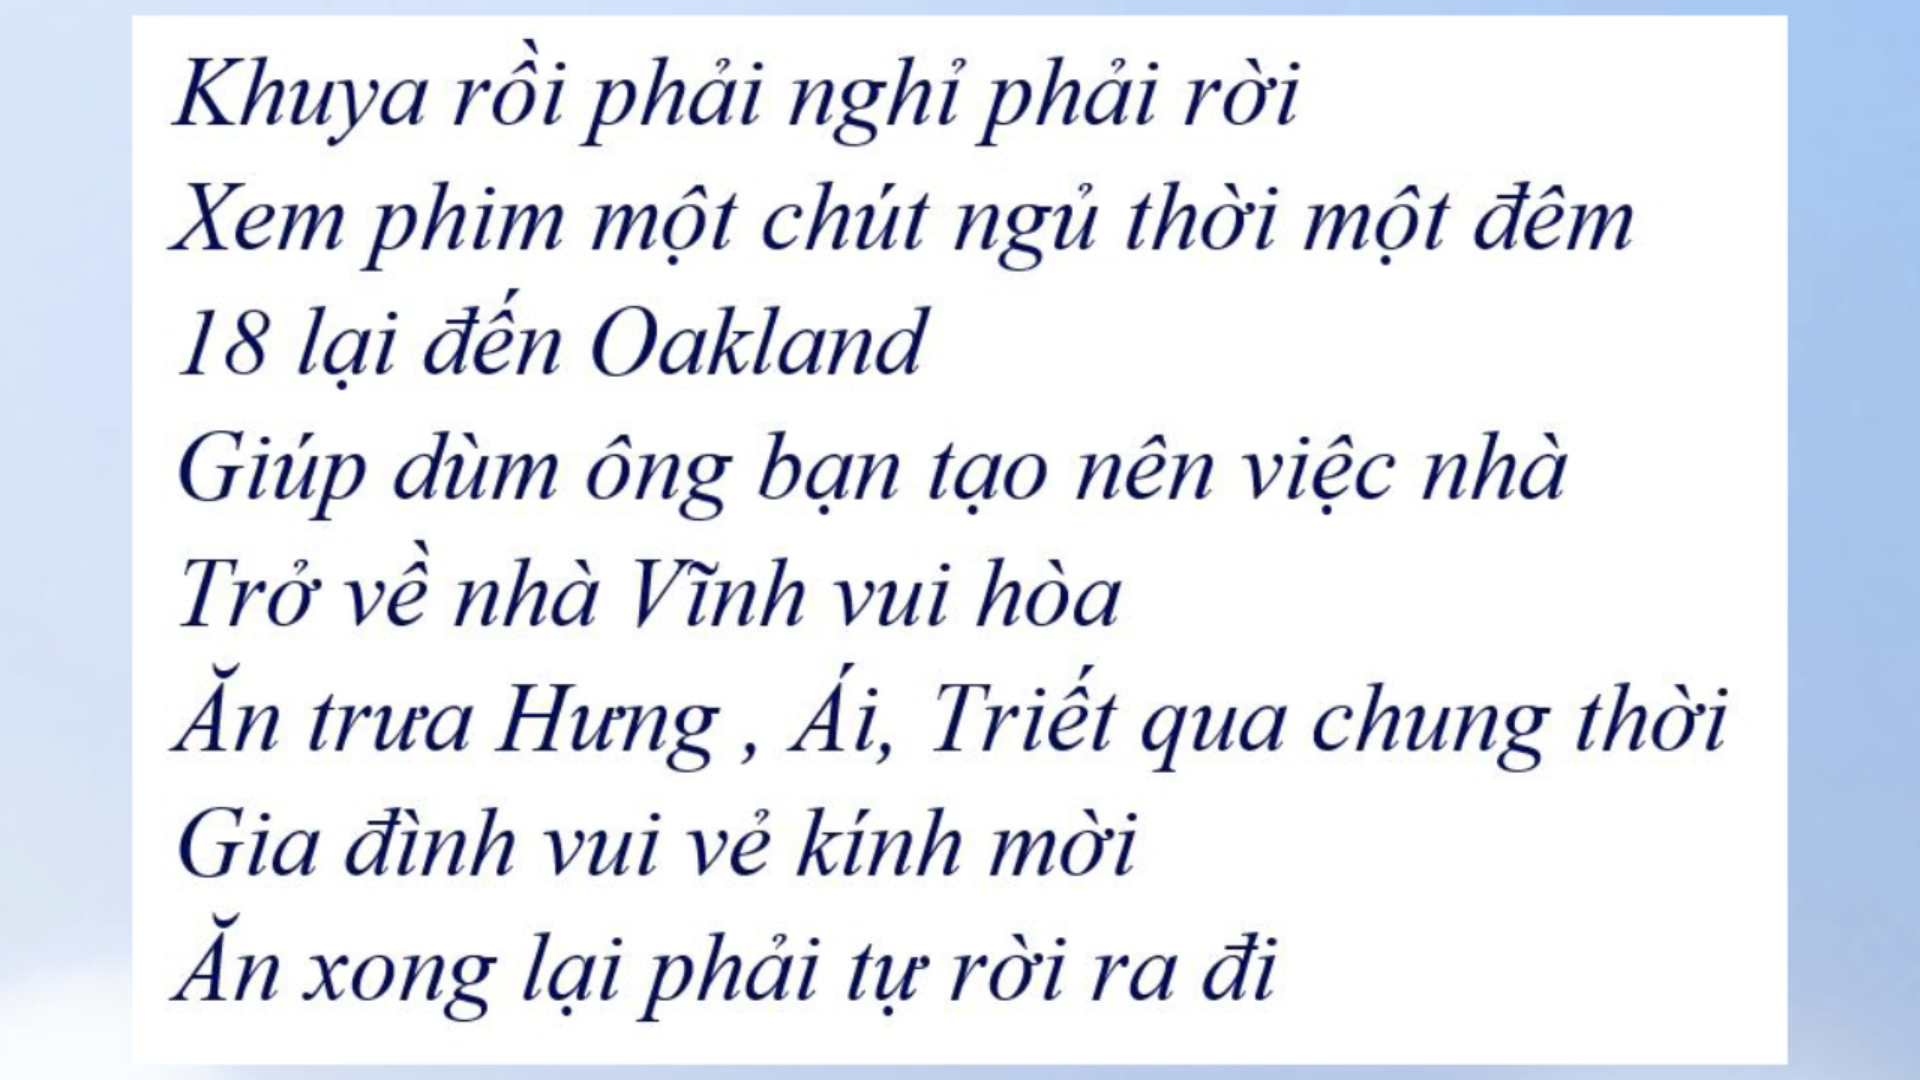 Khuya rồi phải nghỉ phải rời
Xem phim một chút ngủ thời một đêm
18 lại đến Oakland
Giúp dùm ông bạn tạo nên việc nhà
Trở về nhà Vĩnh vui hòa
Ăn trưa Hưng , Ái, Triết qua chung thời
Gia đình vui vẻ kính mời
Ăn xong lại phải tự rời ra đi